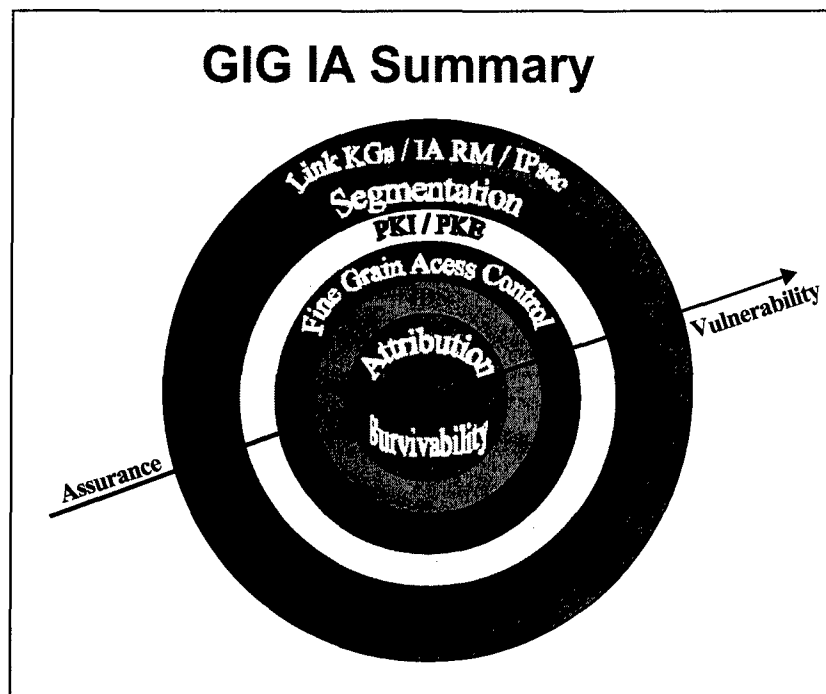 GIG IA Summary
Link KGs / IA RM / IPsec
Segmentation
PKI / PKE
Fine Grain Acess Control
Attribution
Survivability
Assurance
Vulnerability